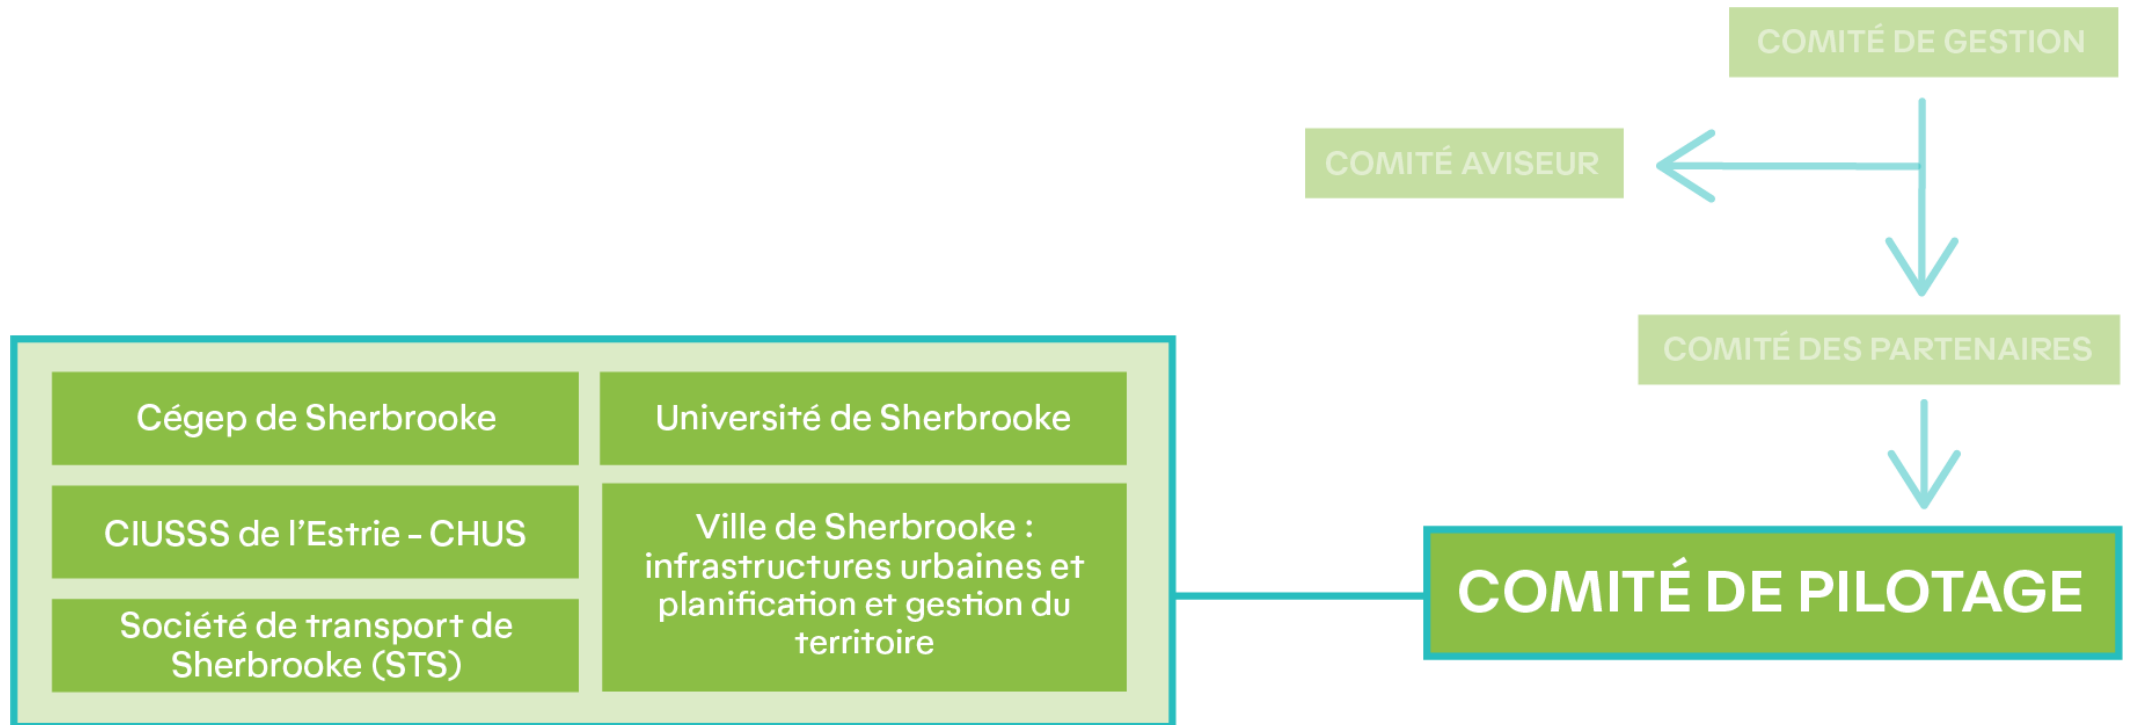 COMITÉ DE GESTION
COMITÉ AVISEUR
COMITÉ DES PARTENAIRES
Cégep de Sherbrooke
Université de Sherbrooke
CIUSSS de l'Estrie - CHUS
Ville de Sherbrooke :
infrastructures urbaines et
planification et gestion du
territoire
Société de transport de
Sherbrooke (STS)
COMITÉ DE PILOTAGE